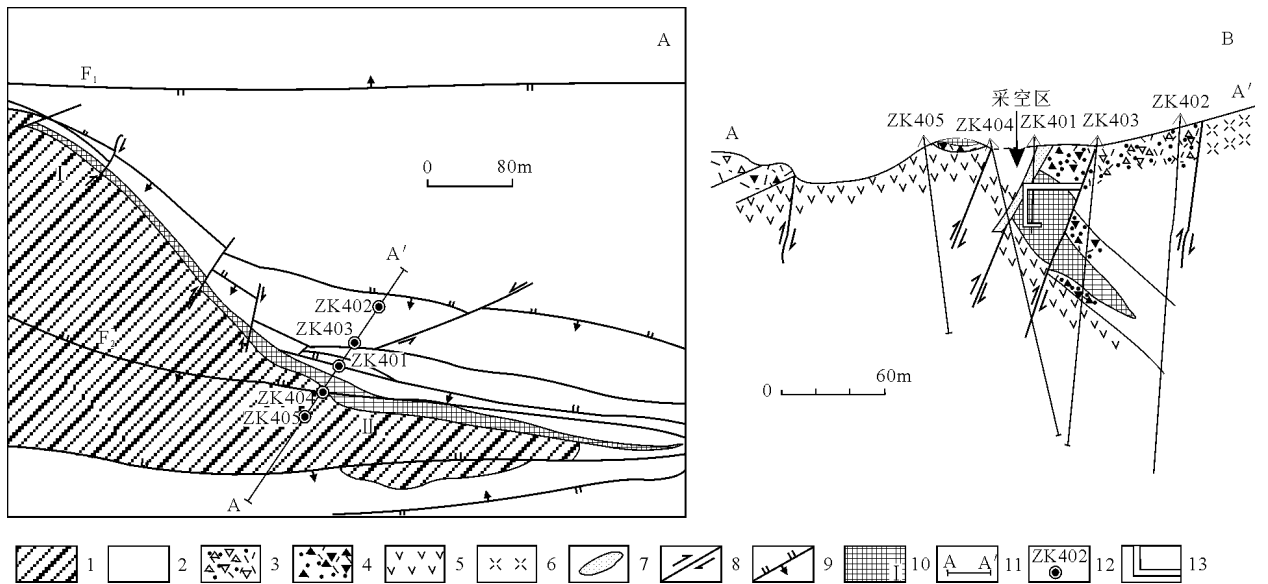 A
F₁
I
0 80m
A′
ZK402
ZK403
ZK401
F₂
ZK404
ZK405
II
A
B
采空区
ZK405 ZK404 ZK401 ZK403 ZK402
A A′
0 60m
1 2 3 4 5 6 7 8 9 I 10 A A′ 11 ZK402 12 13